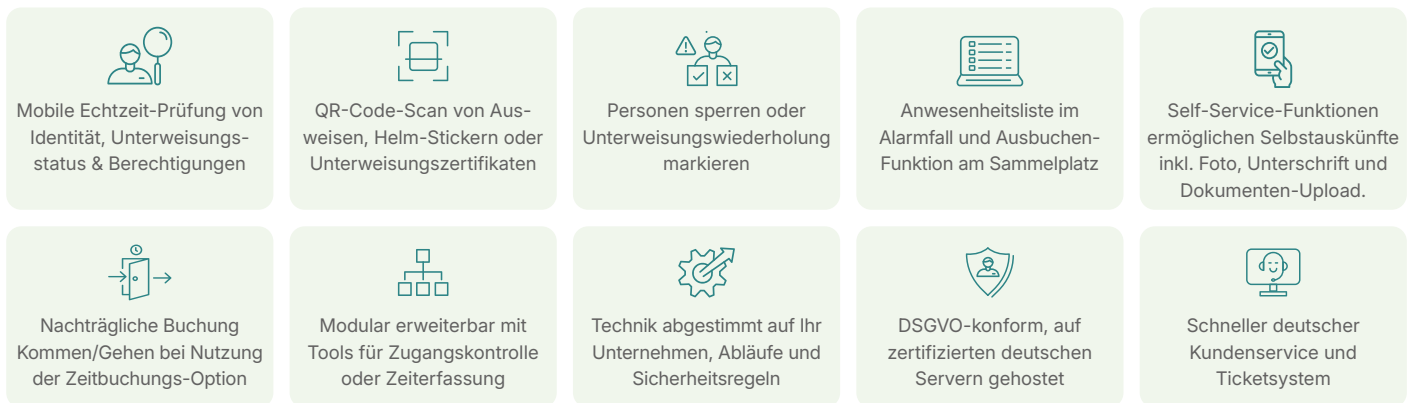 Mobile Echtzeit-Prüfung von
Identität, Unterweisungs-
status & Berechtigungen
QR-Code-Scan von Aus-
weisen, Helm-Stickern oder
Unterweisungszertifikaten
Personen sperren oder
Unterweisungswiederholung
markieren
Anwesenheitsliste im
Alarmfall und Ausbuchen-
Funktion am Sammelplatz
Self-Service-Funktionen
ermöglichen Selbstauskünfte
inkl. Foto, Unterschrift und
Dokumenten-Upload.
Nachträgliche Buchung
Kommen/Gehen bei Nutzung
der Zeitbuchungs-Option
Modular erweiterbar mit
Tools für Zugangskontrolle
oder Zeiterfassung
Technik abgestimmt auf Ihr
Unternehmen, Abläufe und
Sicherheitsregeln
DSGVO-konform, auf
zertifizierten deutschen
Servern gehostet
Schneller deutscher
Kundenservice und
Ticketsystem